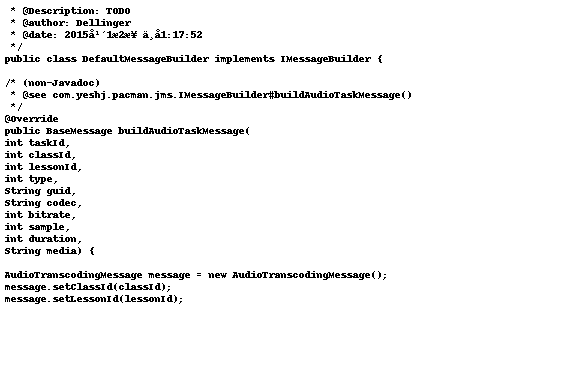 * @Description: TODO
 * @author: Dellinger
 * @date: 2015å¹´1æ2æ¥ ä¸å1:17:52
 */
public class DefaultMessageBuilder implements IMessageBuilder {

/* (non-Javadoc)
 * @see com.yeshj.pacman.jms.IMessageBuilder#buildAudioTaskMessage()
 */
@Override
public BaseMessage buildAudioTaskMessage(
int taskId,
int classId,
int lessonId,
int type,
String guid,
String codec,
int bitrate,
int sample,
int duration,
String media) {

AudioTranscodingMessage message = new AudioTranscodingMessage();
message.setClassId(classId);
message.setLessonId(lessonId);